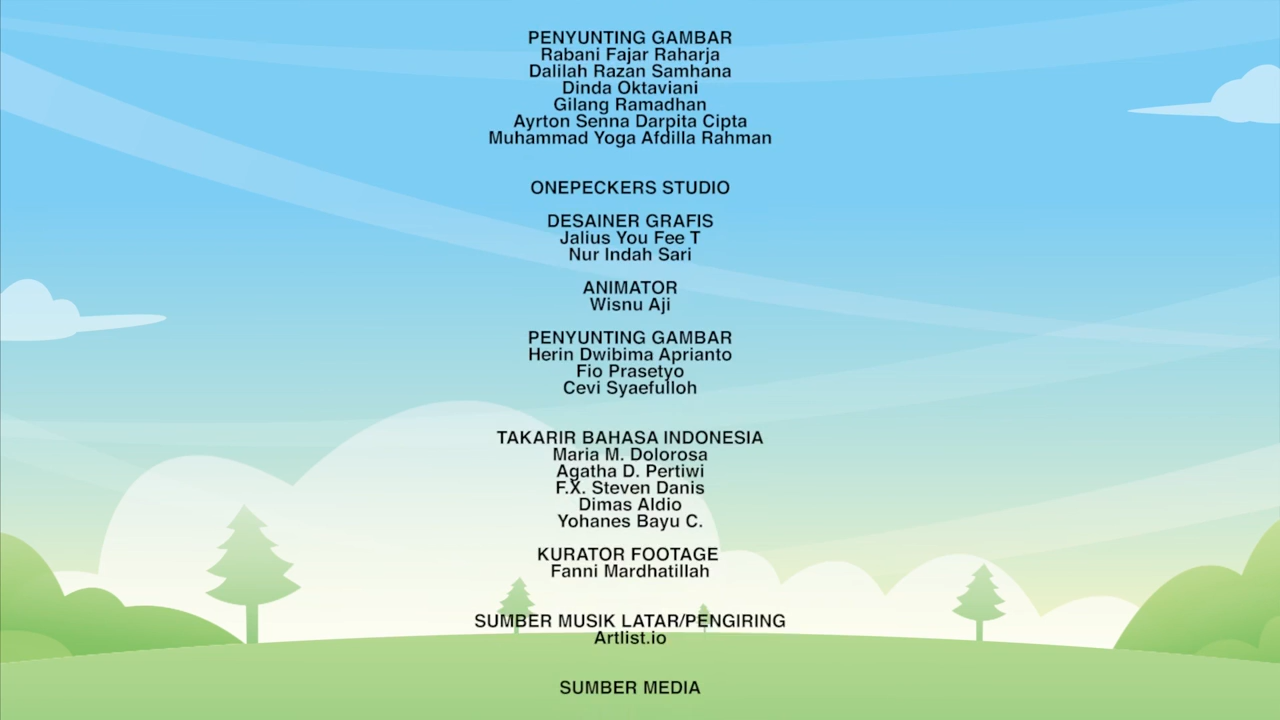 PENYUNTING GAMBAR
Rabani Fajar Raharja
Dalilah Razan Samhana
Dinda Oktaviani
Gilang Ramadhan
Ayrton Senna Darpita Cipta
Muhammad Yoga Afdilla Rahman
ONEPECKERS STUDIO
DESAINER GRAFIS
Jalius You Fee T
Nur Indah Sari
ANIMATOR
Wisnu Aji
PENYUNTING GAMBAR
Herin Dwibima Aprianto
Fio Prasetyo
Cevi Syaefulloh
TAKARIR BAHASA INDONESIA
Maria M. Dolorosa
Agatha D. Pertiwi
F.X. Steven Danis
Dimas Aldio
Yohanes Bayu C.
KURATOR FOOTAGE
Fanni Mardhatillah
SUMBER MUSIK LATAR/PENGIRING
Artlist.io
SUMBER MEDIA